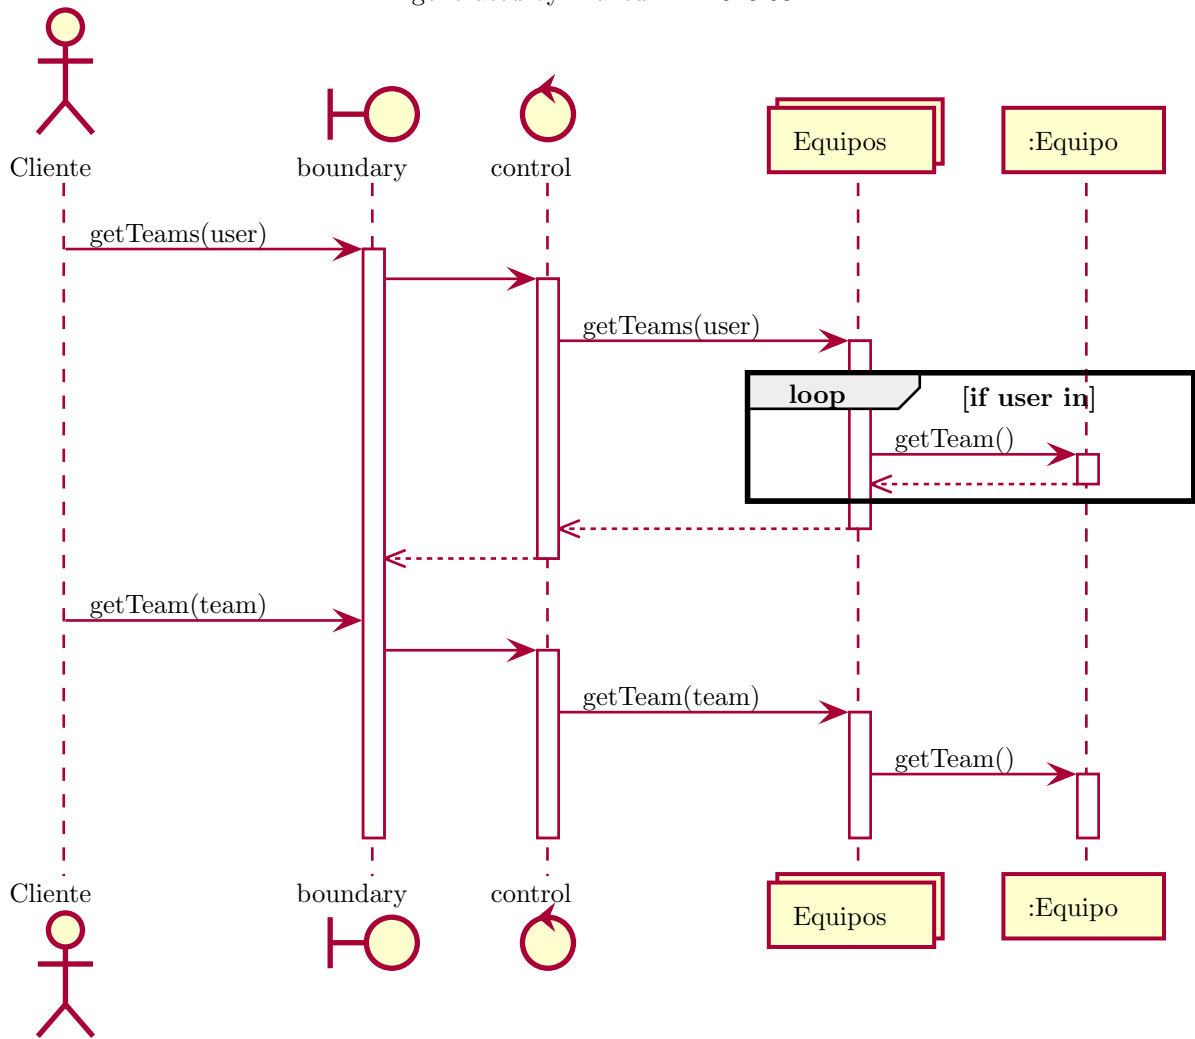 Cliente
boundary
control
Equipos
:Equipo
getTeams(user)
getTeams(user)
loop
[if user in]
getTeam()
getTeam(team)
getTeam(team)
getTeam()
Cliente
boundary
control
Equipos
:Equipo